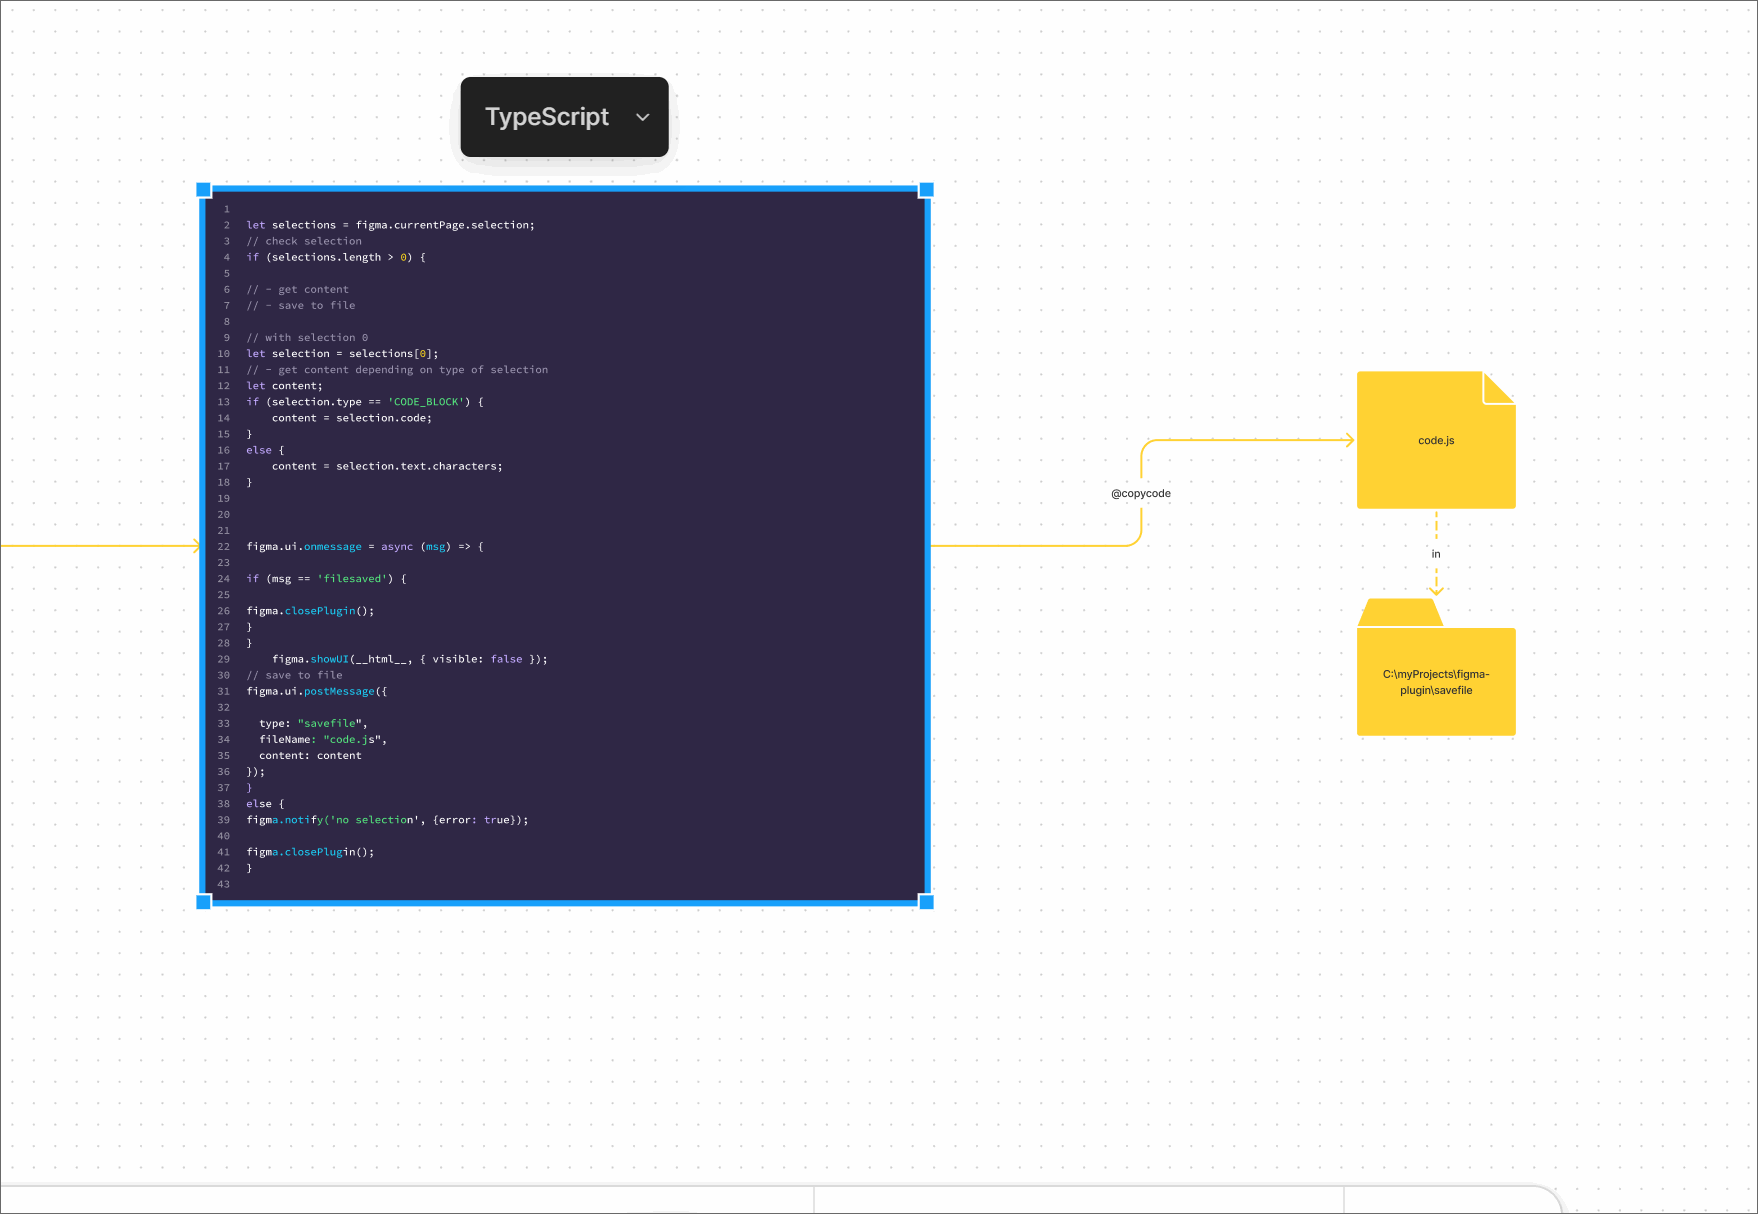 TypeScript
1
2 let selections = figma.currentPage.selection;
3 // check selection
4 if (selections.length > 0) {
5
6 // - get content
7 // - save to file
8
9 // with selection 0
10 let selection = selections[0];
11 // - get content depending on type of selection
12 let content;
13 if (selection.type == 'CODE_BLOCK') {
14     content = selection.code;
15 }
16 else {
17     content = selection.text.characters;
18 }
19
20
21
22 figma.ui.onmessage = async (msg) => {
23
24 if (msg == 'filesaved') {
25
26 figma.closePlugin();
27 }
28 }
29     figma.showUI(__html__, { visible: false });
30 // save to file
31 figma.ui.postMessage({
32
33   type: "savefile",
34   fileName: "code.js",
35   content: content
36 });
37 }
38 else {
39 figma.notify('no selection', {error: true});
40
41 figma.closePlugin();
42 }
43
@copycode
code.js
in
C:\myProjects\figma-
plugin\savefile